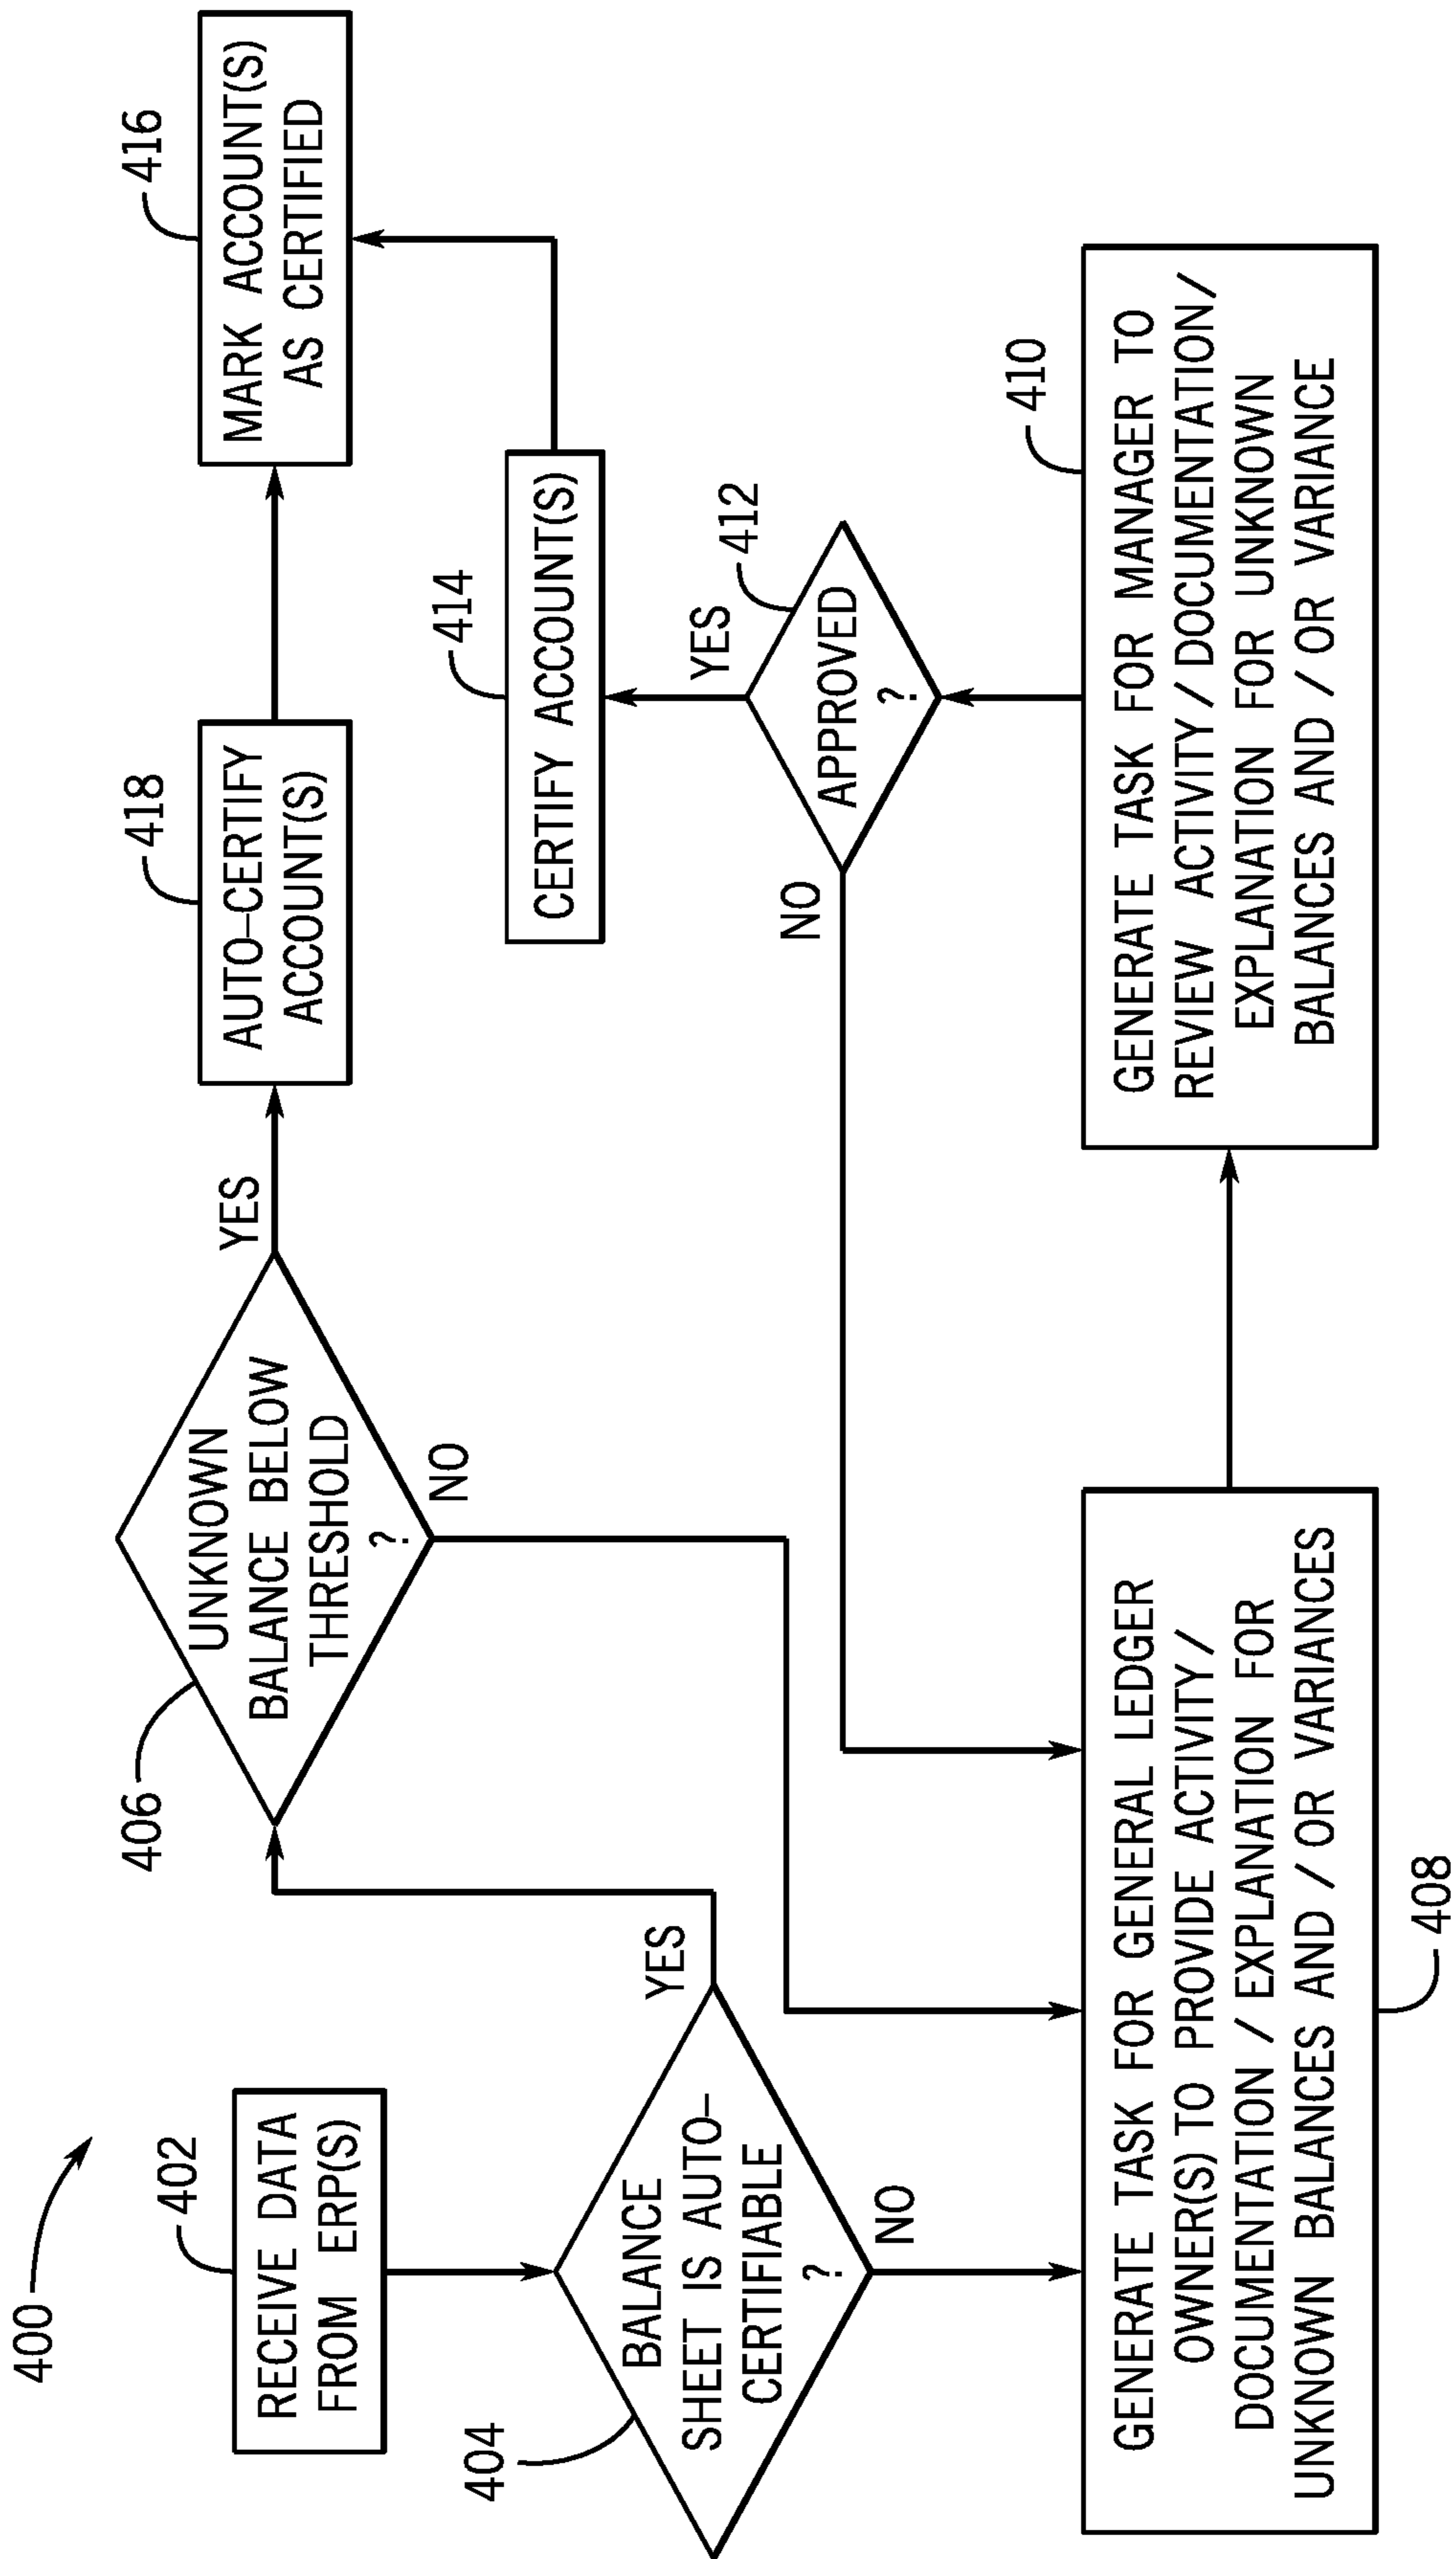 400
402
RECEIVE DATA
FROM ERP(S)
404
BALANCE
SHEET IS AUTO–
CERTIFIABLE
?
YES
NO
406
UNKNOWN
BALANCE BELOW
THRESHOLD
?
YES
NO
418
AUTO–CERTIFY
ACCOUNT(S)
416
MARK ACCOUNT(S)
AS CERTIFIED
414
CERTIFY ACCOUNT(S)
412
YES
APPROVED
?
NO
GENERATE TASK FOR GENERAL LEDGER
OWNER(S) TO PROVIDE ACTIVITY /
DOCUMENTATION / EXPLANATION FOR
UNKNOWN BALANCES AND / OR VARIANCES
408
410
GENERATE TASK FOR MANAGER TO
REVIEW ACTIVITY / DOCUMENTATION /
EXPLANATION FOR UNKNOWN
BALANCES AND / OR VARIANCE